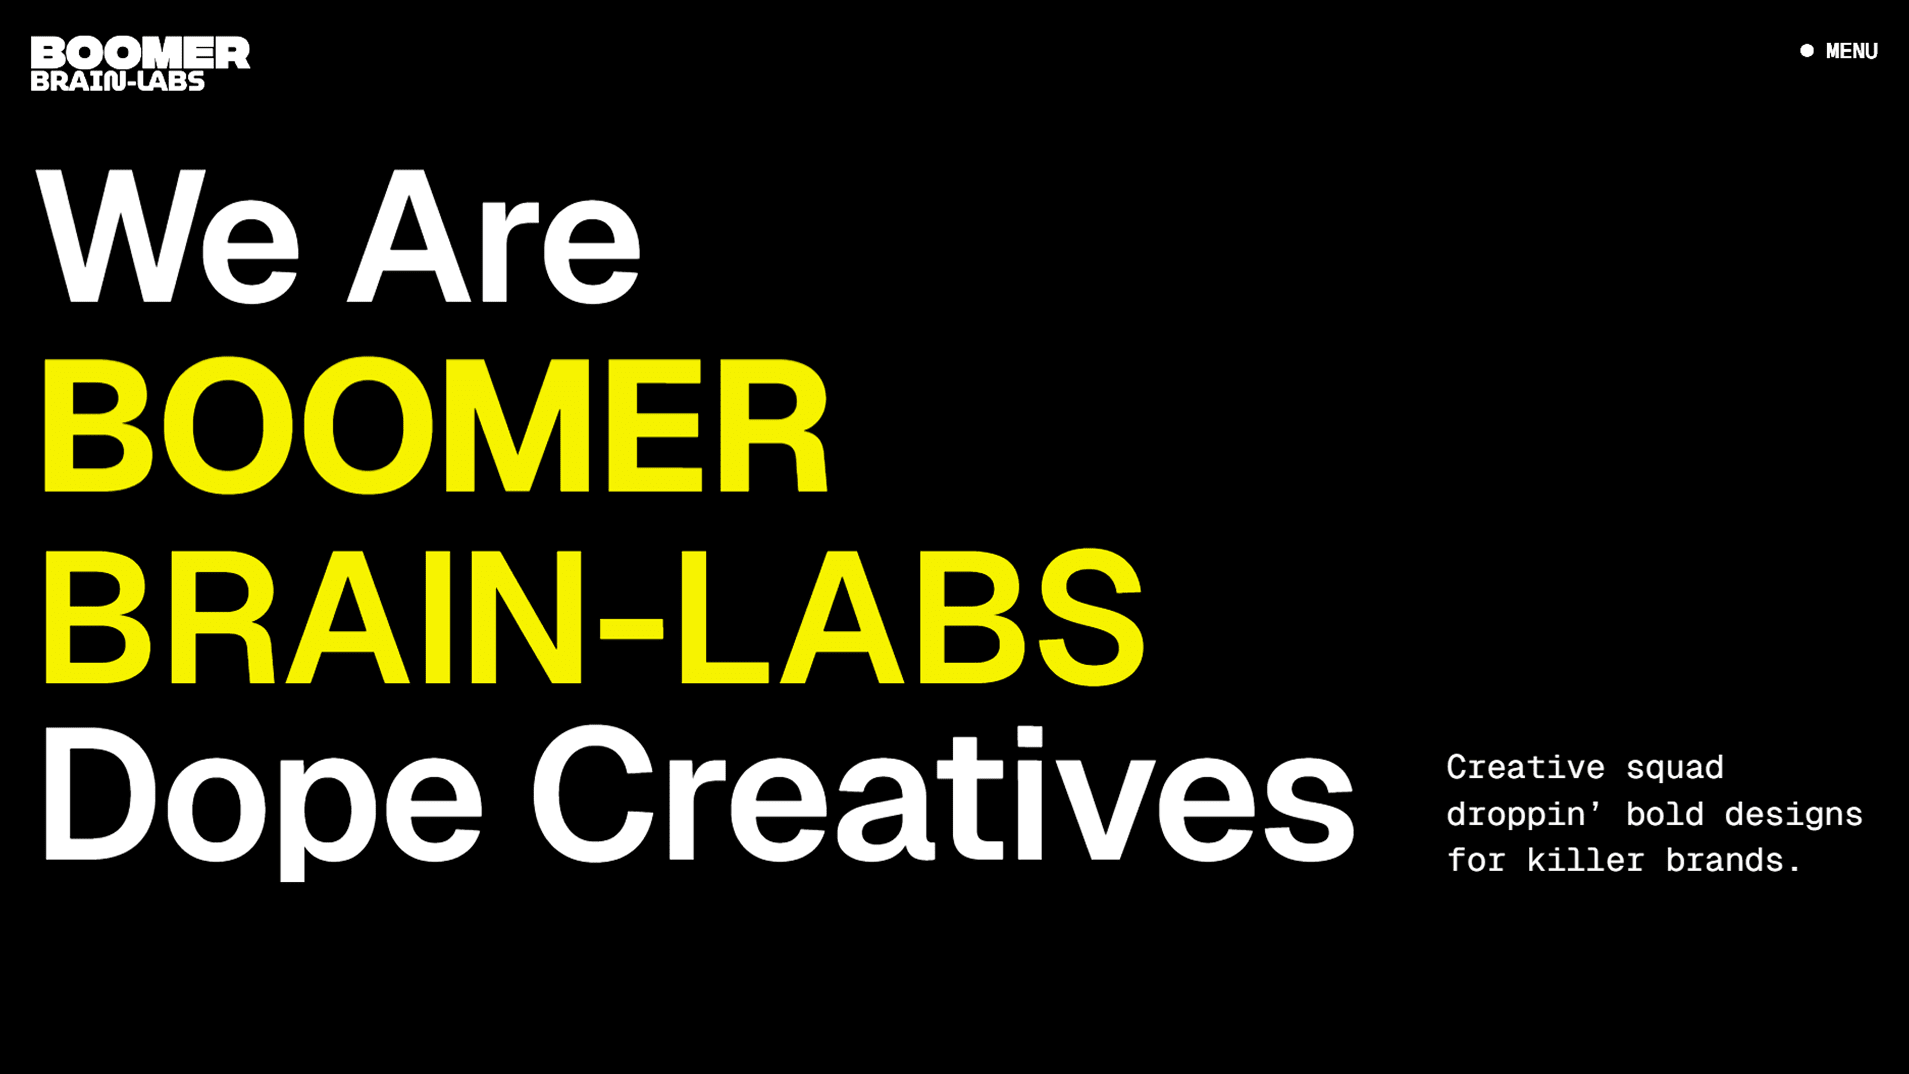 BOOMER
BRAIN-LABS
MENU
We Are
BOOMER
BRAIN-LABS
Dope Creatives
Creative squad
droppin’ bold designs
for killer brands.